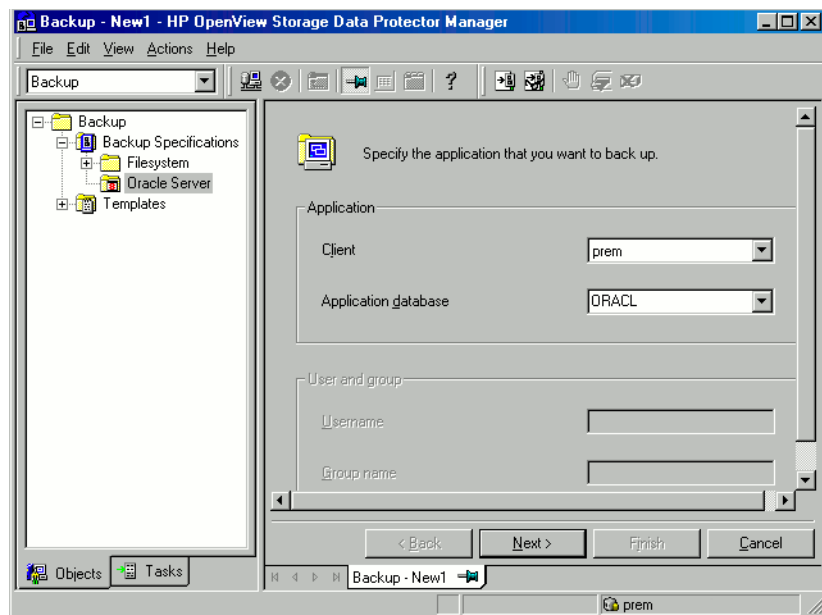 Backup - New1 - HP OpenView Storage Data Protector Manager
File Edit View Actions Help
Backup
Backup
Backup Specifications
Filesystem
Oracle Server
Templates
Specify the application that you want to back up.
Application
Client
prem
Application database
ORACL
User and group
Username
Group name
< Back
Next >
Finish
Cancel
Objects
Tasks
Backup - New1
prem